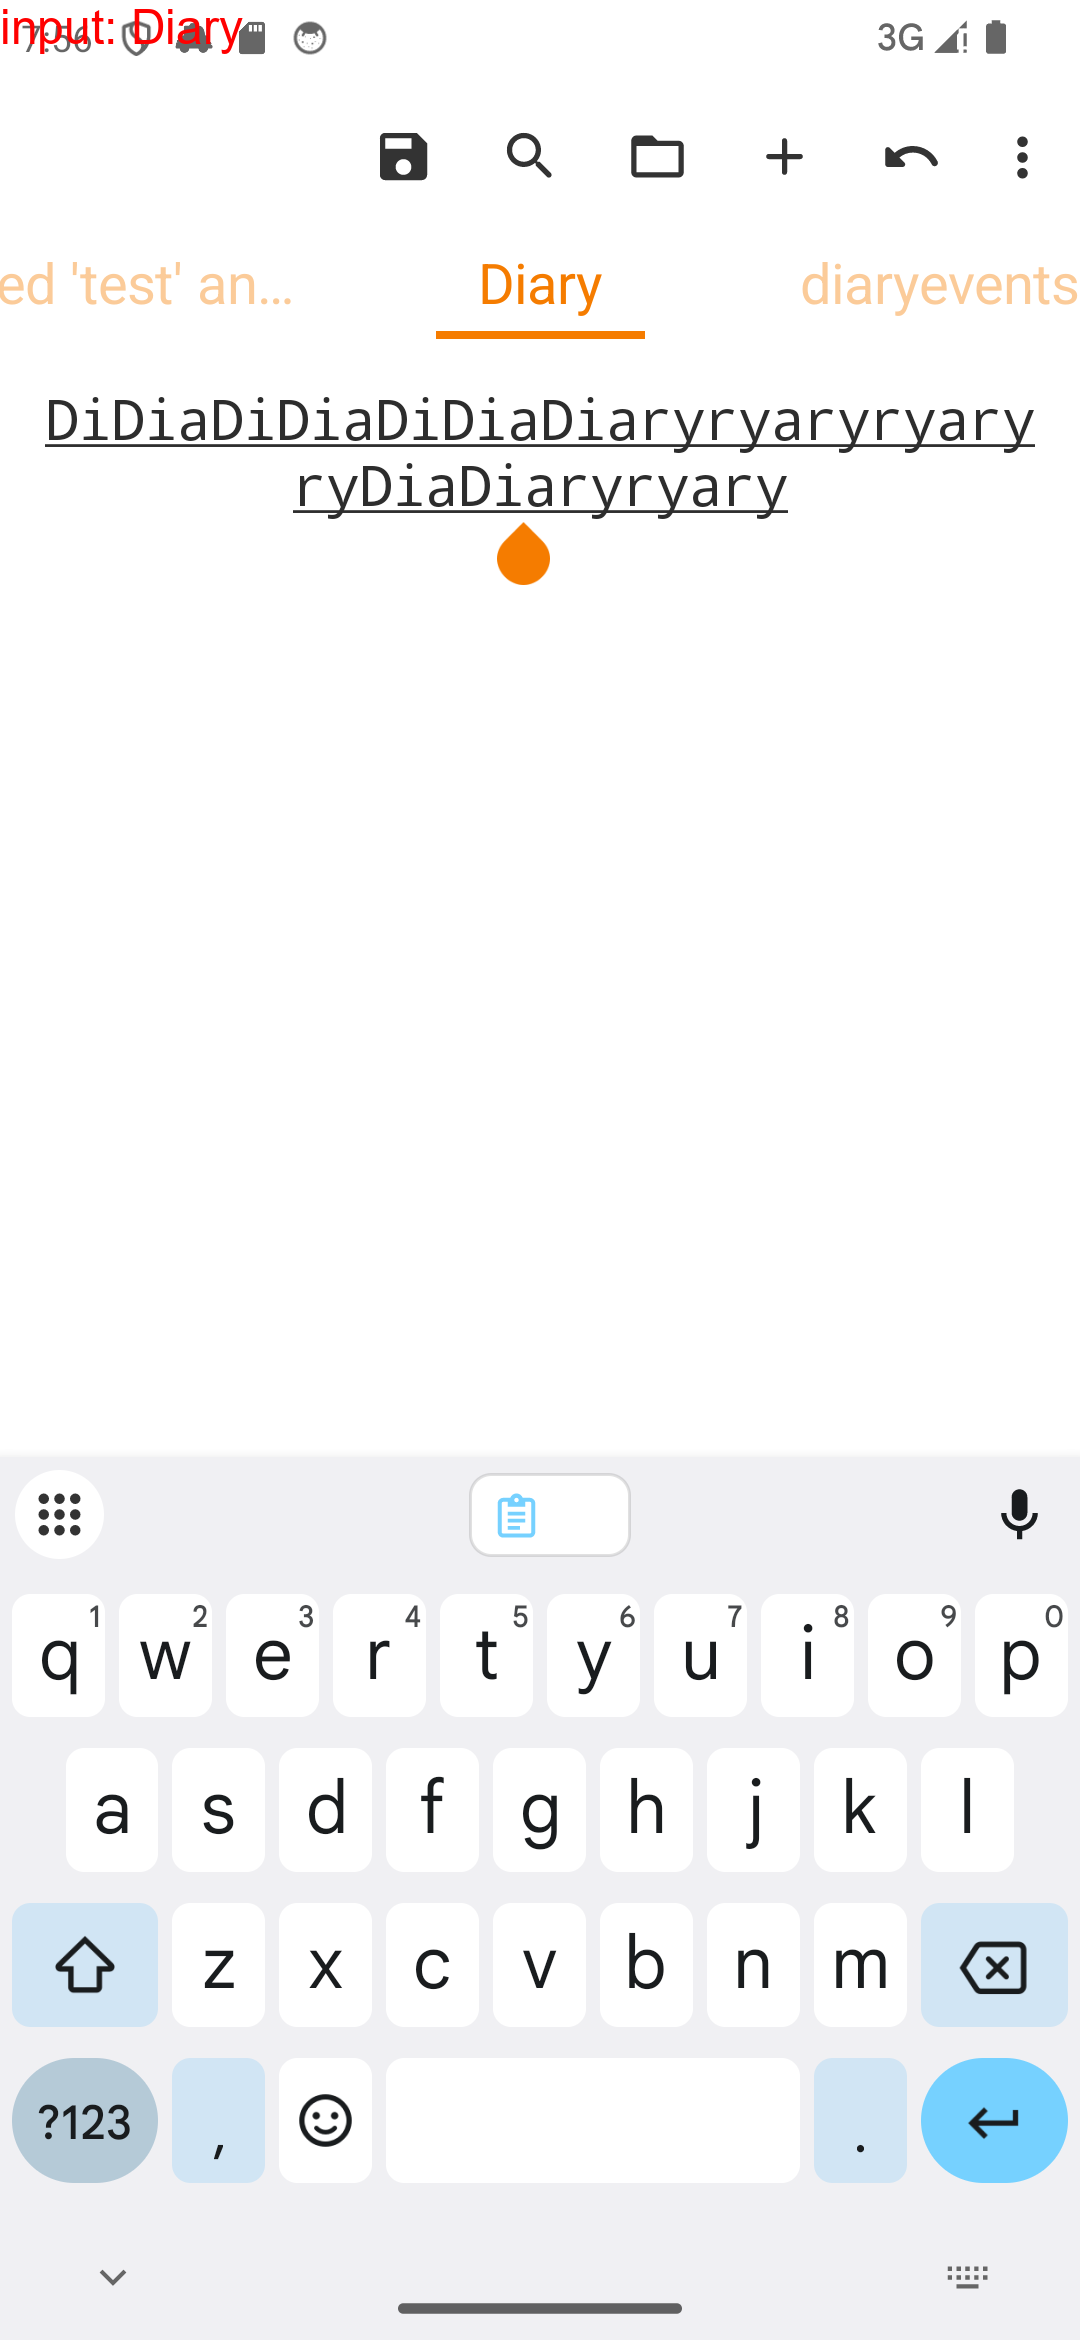 input: Diary
7:56
3G
ed 'test' an...
Diary
diaryevents
DiDiaDiDiaDiDiaDiaryryaryryary
ryDiaDiaryryary
q 1 w 2 e 3 r 4 t 5 y 6 u 7 i 8 o 9 p 0
a s d f g h j k l
z x c v b n m
?123 , .